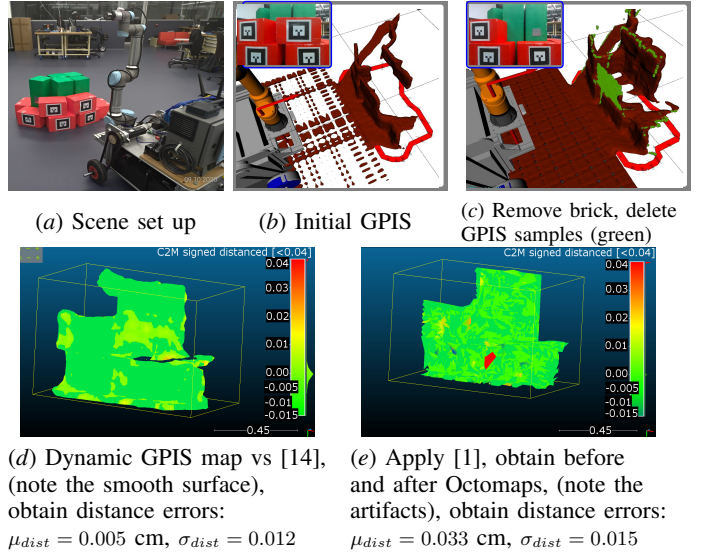 09.10.2020
(a) Scene set up
(b) Initial GPIS
(c) Remove brick, delete
GPIS samples (green)
C2M signed distanced [<0.04]
0.04
0.03
0.02
0.01
0.00
-0.005
-0.01
-0.015
0.45
C2M signed distanced [<0.04]
0.04
0.03
0.02
0.01
0.00
-0.005
-0.01
-0.015
0.45
(d) Dynamic GPIS map vs [14],
(note the smooth surface),
obtain distance errors:
μdist = 0.005 cm, σdist = 0.012
(e) Apply [1], obtain before
and after Octomaps, (note the
artifacts), obtain distance errors:
μdist = 0.033 cm, σdist = 0.015